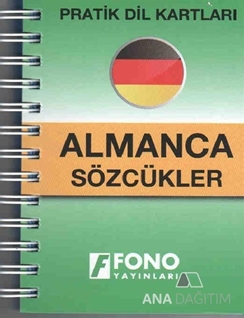 PRATİK DİL KARTLARI
ALMANCA
SÖZCÜKLER
FONO
YAYINLARI
ANA DAĞITIM